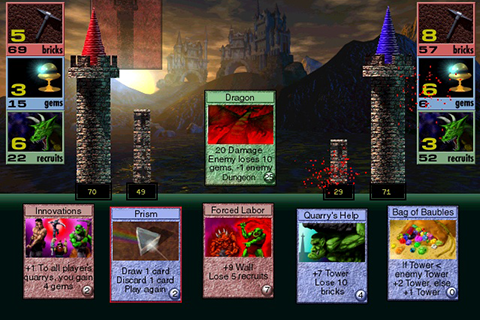 5
69 bricks
3
15 gems
6
22 recruits
8
57 bricks
6
6 gems
3
52 recruits
Dragon
20 Damage
Enemy loses 10
gems, -1 enemy
Dungeon
25
70
49
29
71
Innovations
+1 To all players
quarrys, you gain
4 gems
2
Prism
Draw 1 card
Discard 1 card
Play again
2
Forced Labor
+9 Wall
Lose 5 recruits
7
Quarry's Help
+7 Tower
Lose 10
bricks
4
Bag of Baubles
If Tower <
enemy Tower
+2 Tower, else
+1 Tower
0